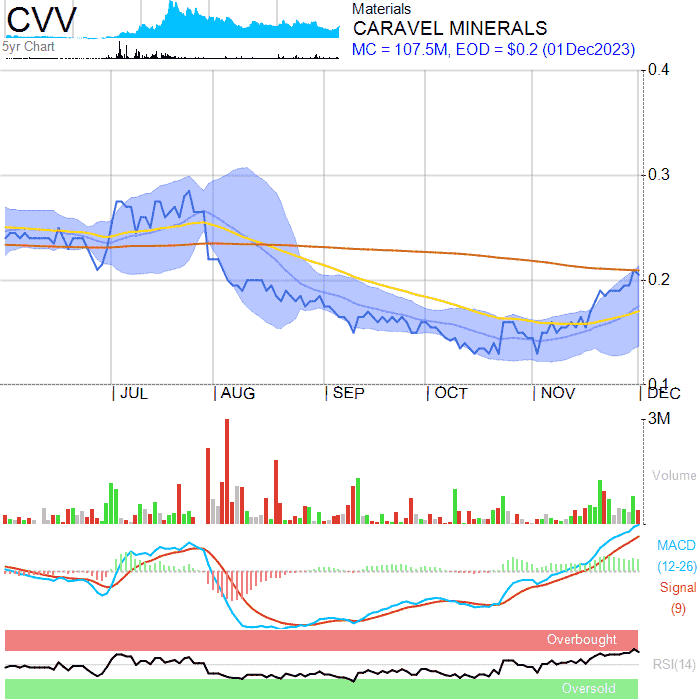 CVV
5yr Chart
Materials
CARAVEL MINERALS
MC = 107.5M, EOD = $0.2 (01Dec2023)
0.4
0.3
0.2
0.1
JUL AUG SEP OCT NOV DEC
3M
Volume
MACD
(12-26)
Signal
(9)
Overbought
RSI(14)
Oversold